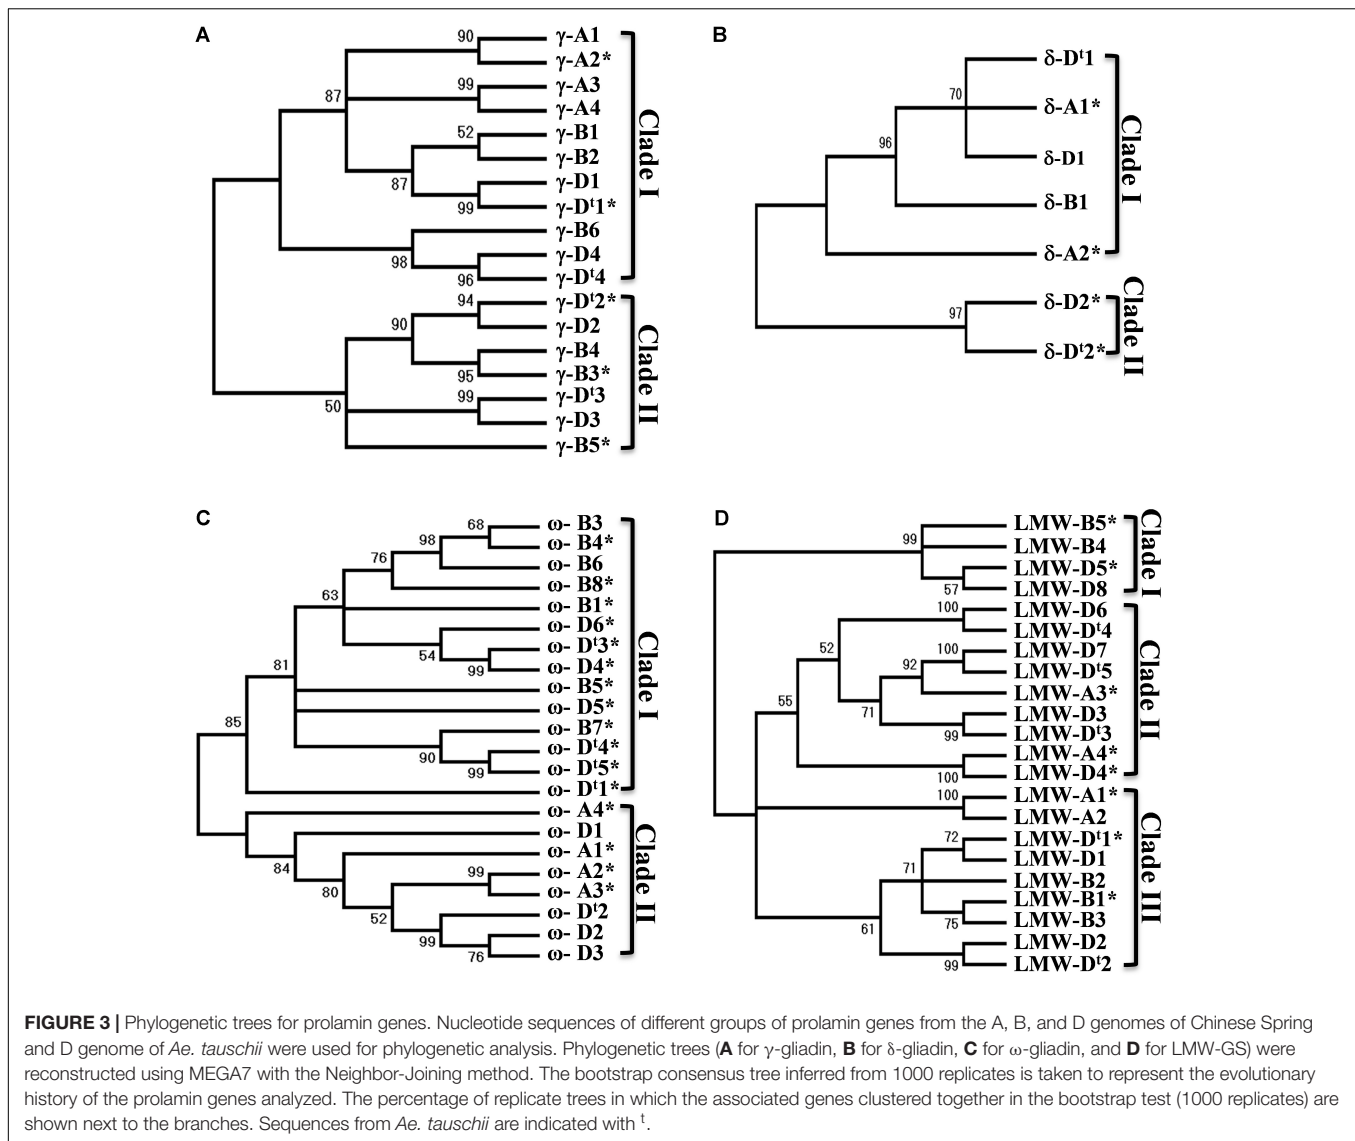 A
90
γ-A1
γ-A2*
99
γ-A3
87
γ-A4
52
γ-B1
γ-B2
87
γ-D1
99
γ-Dᵗ1*
γ-B6
98
γ-D4
96
γ-Dᵗ4
Clade I
94
γ-Dᵗ2*
90
γ-D2
γ-B4
95
γ-B3*
99
γ-Dᵗ3
50
γ-D3
γ-B5*
Clade II
B
δ-Dᵗ1
70
δ-A1*
96
δ-D1
δ-B1
δ-A2*
Clade I
97
δ-D2*
δ-Dᵗ2*
Clade II
C
68
ω- B3
98
ω- B4*
76
ω- B6
ω- B8*
63
ω- B1*
ω- D6*
54
ω- Dᵗ3*
81
99
ω- D4*
ω- B5*
ω- D5*
85
ω- B7*
90
ω- Dᵗ4*
99
ω- Dᵗ5*
ω- Dᵗ1*
Clade I
ω- A4*
ω- D1
84
ω- A1*
80
99
ω- A2*
ω- A3*
52
ω- Dᵗ2
99
ω- D2
76
ω- D3
Clade II
D
LMW-B5*
99
LMW-B4
LMW-D5*
57
LMW-D8
Clade I
100
LMW-D6
LMW-Dᵗ4
52
100
LMW-D7
92
LMW-Dᵗ5
55
LMW-A3*
71
LMW-D3
99
LMW-Dᵗ3
LMW-A4*
100
LMW-D4*
Clade II
100
LMW-A1*
LMW-A2
72
LMW-Dᵗ1*
71
LMW-D1
LMW-B2
LMW-B1*
75
LMW-B3
61
LMW-D2
99
LMW-Dᵗ2
Clade III
FIGURE 3 | Phylogenetic trees for prolamin genes. Nucleotide sequences of different groups of prolamin genes from the A, B, and D genomes of Chinese Spring
and D genome of Ae. tauschii were used for phylogenetic analysis. Phylogenetic trees (A for γ-gliadin, B for δ-gliadin, C for ω-gliadin, and D for LMW-GS) were
reconstructed using MEGA7 with the Neighbor-Joining method. The bootstrap consensus tree inferred from 1000 replicates is taken to represent the evolutionary
history of the prolamin genes analyzed. The percentage of replicate trees in which the associated genes clustered together in the bootstrap test (1000 replicates) are
shown next to the branches. Sequences from Ae. tauschii are indicated with ᵗ.